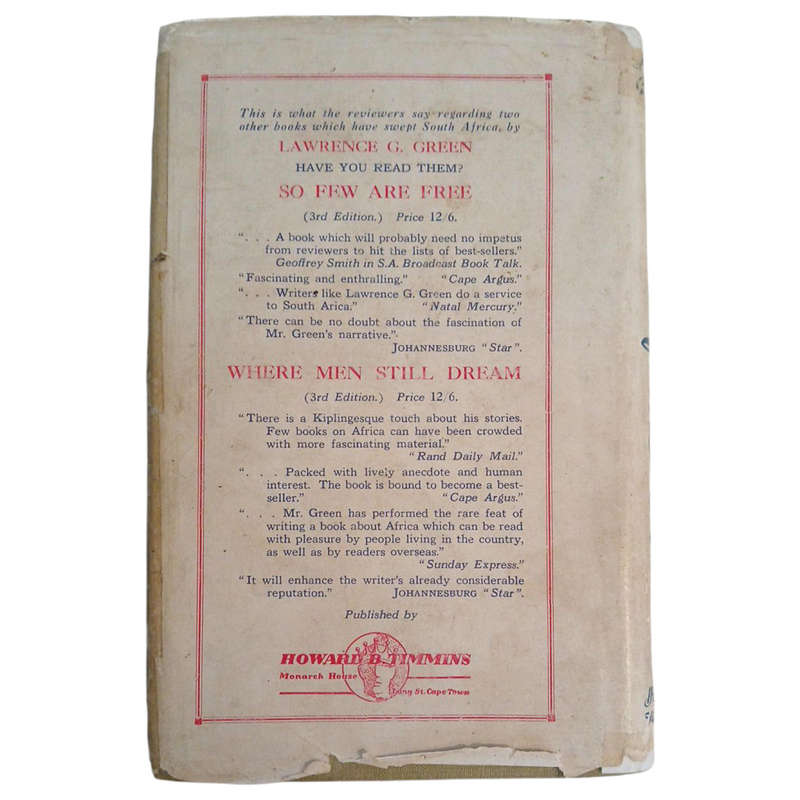 This is what the reviewers say regarding two
other books which have swept South Africa, by
LAWRENCE G. GREEN
HAVE YOU READ THEM?
SO FEW ARE FREE
(3rd Edition.) Price 12/6.
“. . . A book which will probably need no impetus
from reviewers to hit the lists of best-sellers.”
Geoffrey Smith in S.A. Broadcast Book Talk.
“Fascinating and enthralling.” “Cape Argus.”
“. . . Writers like Lawrence G. Green do a service
to South Arica.” “Natal Mercury.”
“There can be no doubt about the fascination of
Mr. Green's narrative.”
JOHANNESBURG “Star”.
WHERE MEN STILL DREAM
(3rd Edition.) Price 12/6.
“There is a Kiplingesque touch about his stories.
Few books on Africa can have been crowded
with more fascinating material.”
“Rand Daily Mail.”
“. . . Packed with lively anecdote and human
interest. The book is bound to become a best-
seller.” “Cape Argus.”
“. . . Mr. Green has performed the rare feat of
writing a book about Africa which can be read
with pleasure by people living in the country,
as well as by readers overseas.”
“Sunday Express.”
“It will enhance the writer's already considerable
reputation.” JOHANNESBURG “Star”.
Published by
HOWARD B. TIMMINS
Monarch House
Long St. Cape Town